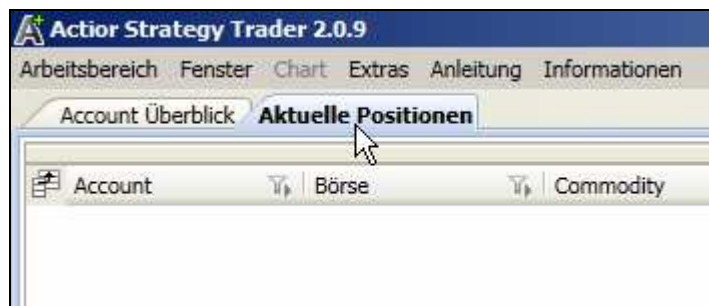 Actior Strategy Trader 2.0.9
Arbeitsbereich Fenster Chart Extras Anleitung Informationen
Account Überblick Aktuelle Positionen
Account Börse Commodity